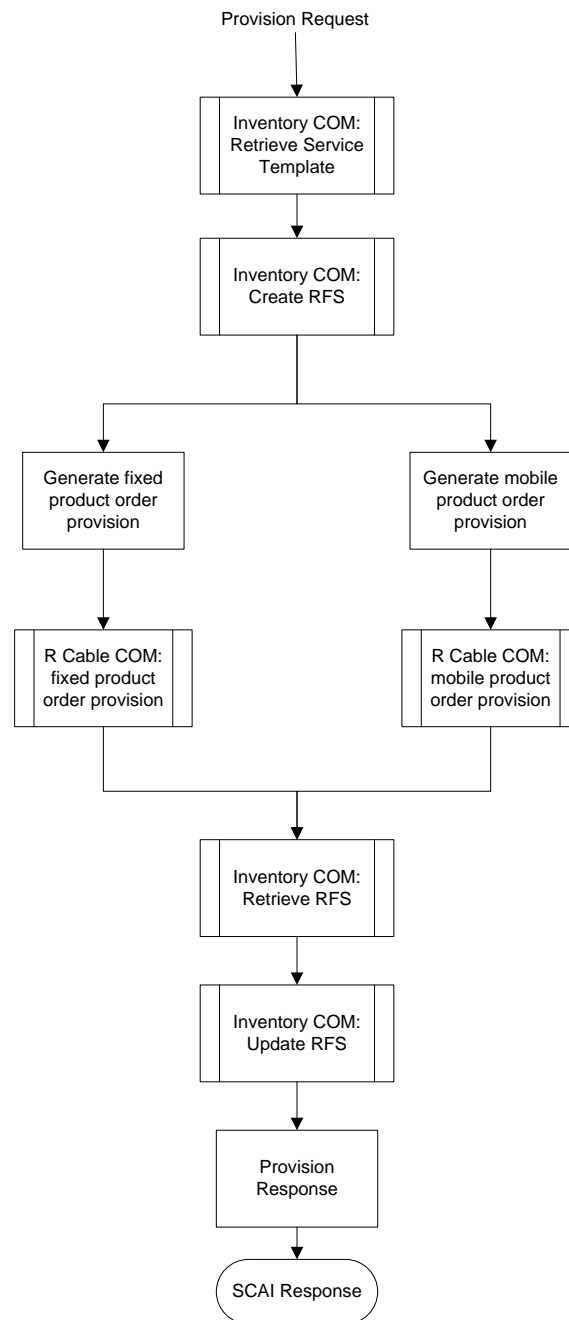 Provision Request
Inventory COM:
Retrieve Service
Template
Inventory COM:
Create RFS
Generate fixed
product order
provision
Generate mobile
product order
provision
R Cable COM:
fixed product
order provision
R Cable COM:
mobile product
order provision
Inventory COM:
Retrieve RFS
Inventory COM:
Update RFS
Provision
Response
SCAI Response